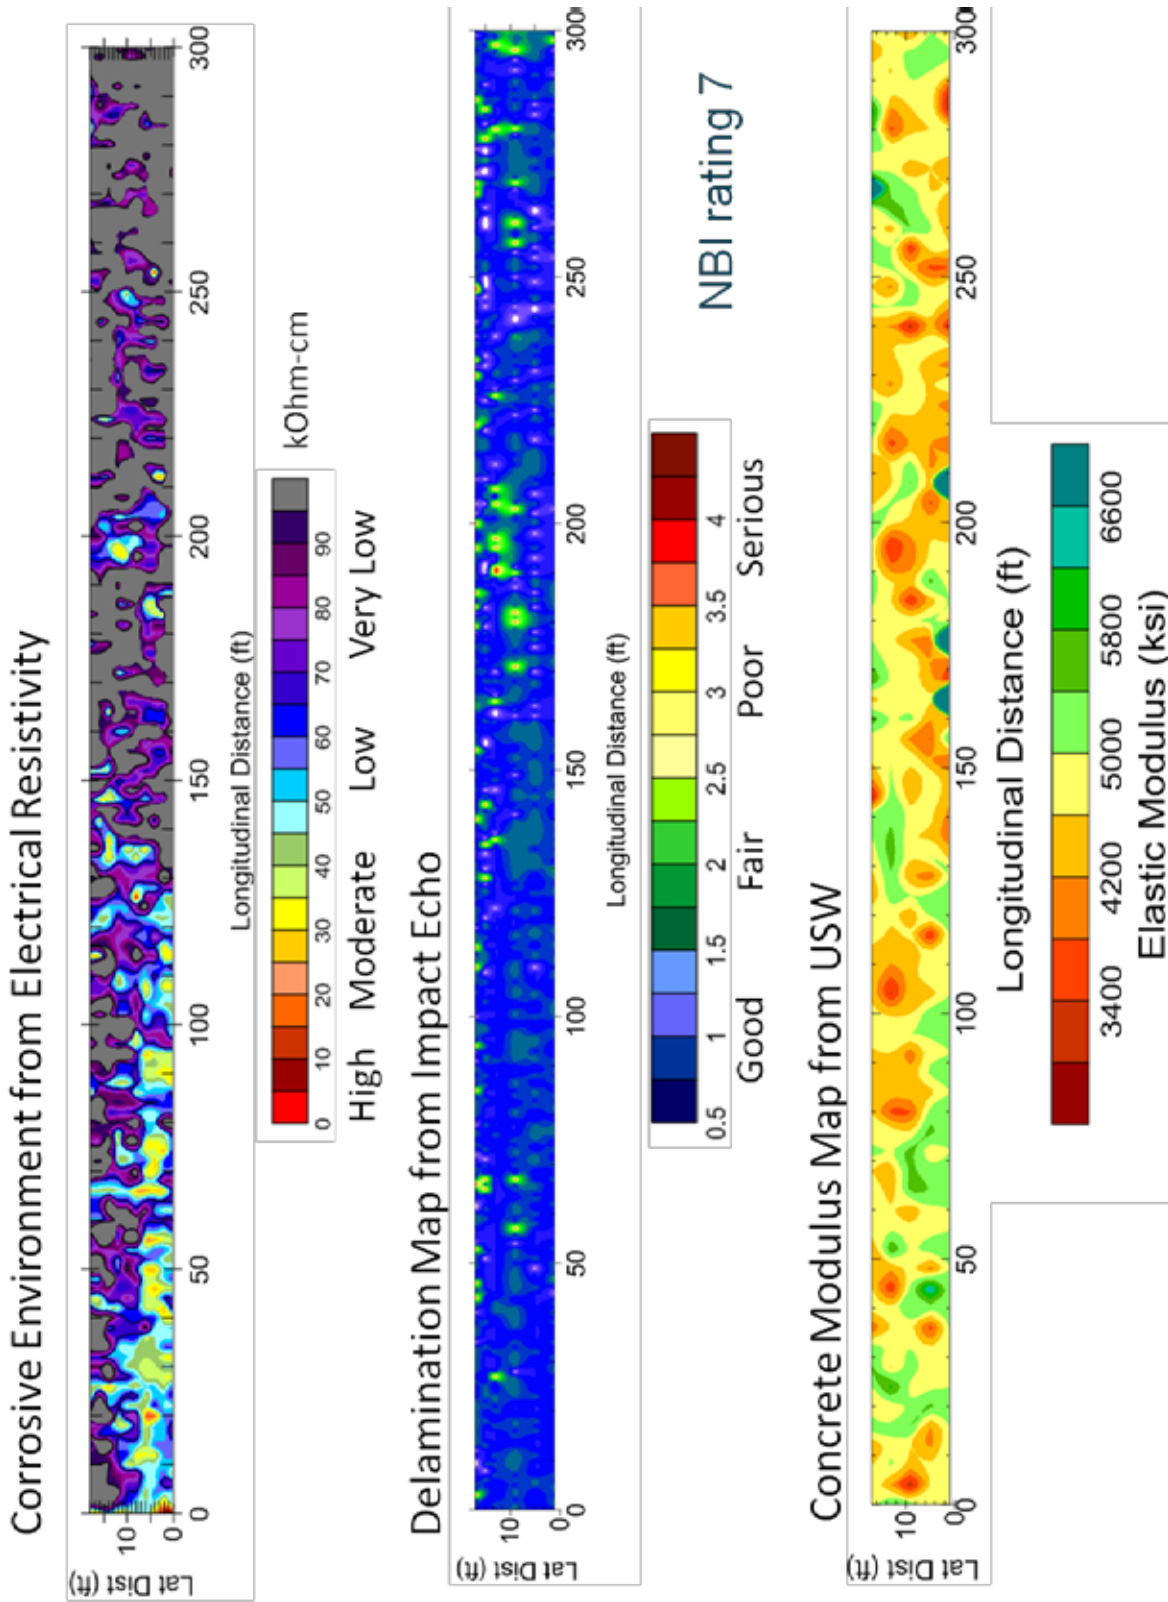 Corrosive Environment from Electrical Resistivity
Lat Dist (ft)
10
0
0 50 100 150 200 250 300
Longitudinal Distance (ft)
0 10 20 30 40 50 60 70 80 90
kOhm-cm
High Moderate Low Very Low
Delamination Map from Impact Echo
Lat Dist (ft)
10
0
0 50 100 150 200 250 300
Longitudinal Distance (ft)
0.5 1 1.5 2 2.5 3 3.5 4
Good Fair Poor Serious
NBI rating 7
Concrete Modulus Map from USW
Lat Dist (ft)
10
0
0 50 100 150 200 250 300
Longitudinal Distance (ft)
3400 4200 5000 5800 6600
Elastic Modulus (ksi)